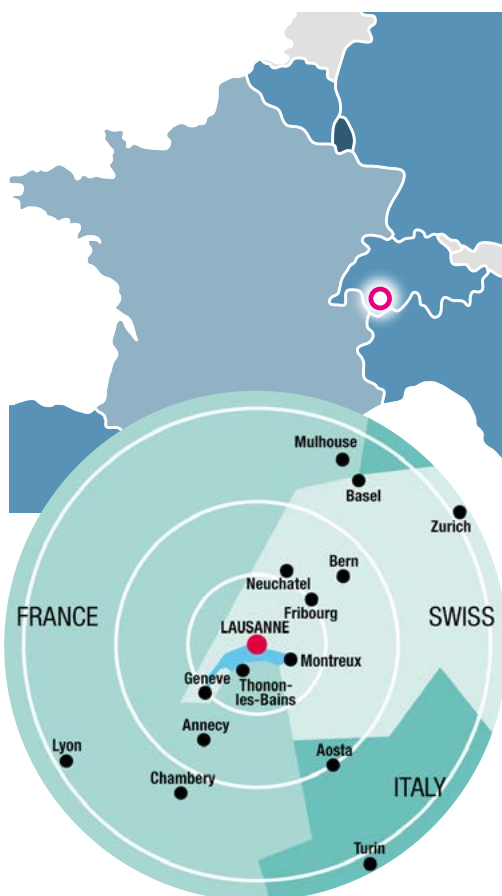 Mulhouse
Basel
Zurich
Bern
Neuchatel
Fribourg
FRANCE
SWISS
LAUSANNE
Montreux
Geneve
Thonon-
les-Bains
Annecy
Lyon
Aosta
Chambery
ITALY
Turin